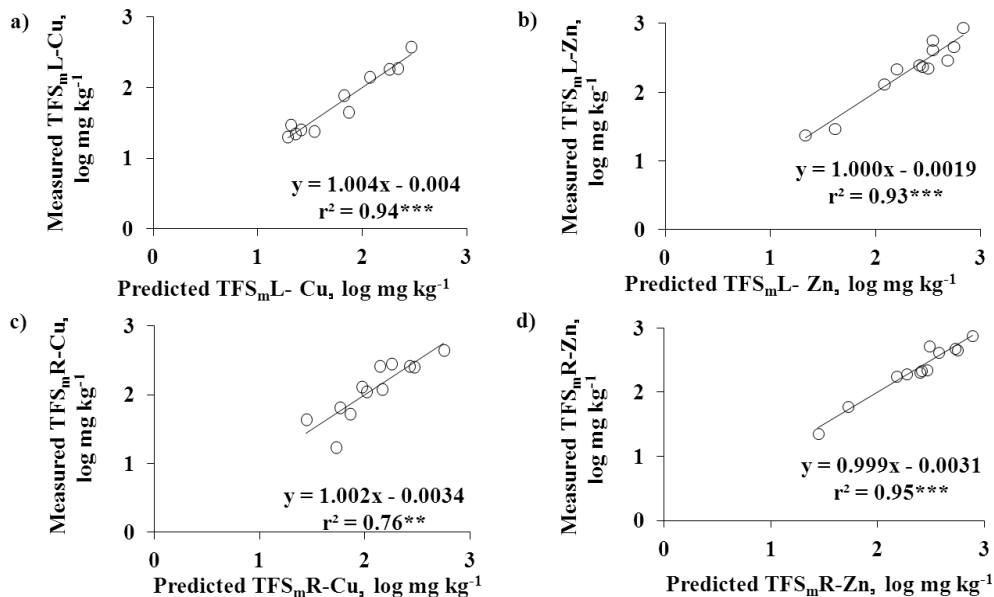 a)
Measured TFSmL-Cu, log mg kg-1
3
2
1
0
0 1 2 3
y = 1.004x - 0.004
r² = 0.94***
Predicted TFSmL- Cu, log mg kg-1
b)
Measured TFSmL-Zn, log mg kg-1
3
2
1
0
0 1 2 3
y = 1.000x - 0.0019
r² = 0.93***
Predicted TFSmL- Zn, log mg kg-1
c)
Measured TFSmR-Cu, log mg kg-1
3
2
1
0
0 1 2 3
y = 1.002x - 0.0034
r² = 0.76**
Predicted TFSmR-Cu, log mg kg-1
d)
Measured TFSmR-Zn, log mg kg-1
3
2
1
0
0 1 2 3
y = 0.999x - 0.0031
r² = 0.95***
Predicted TFSmR-Zn, log mg kg-1